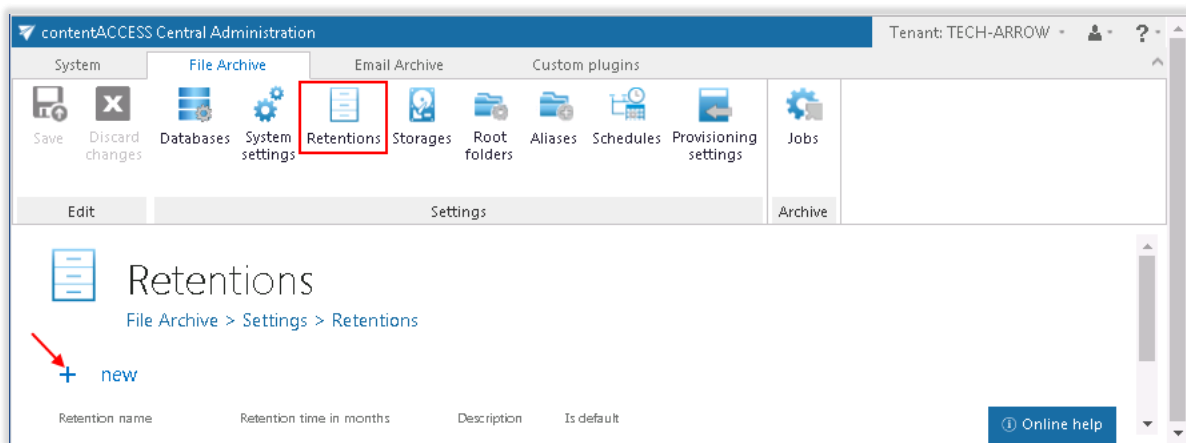 contentACCESS Central Administration
Tenant: TECH-ARROW
?
System
File Archive
Email Archive
Custom plugins
Save
Discard changes
Databases
System settings
Retentions
Storages
Root folders
Aliases
Schedules
Provisioning settings
Jobs
Edit
Settings
Archive
Retentions
File Archive > Settings > Retentions
+ new
Retention name
Retention time in months
Description
Is default
Online help